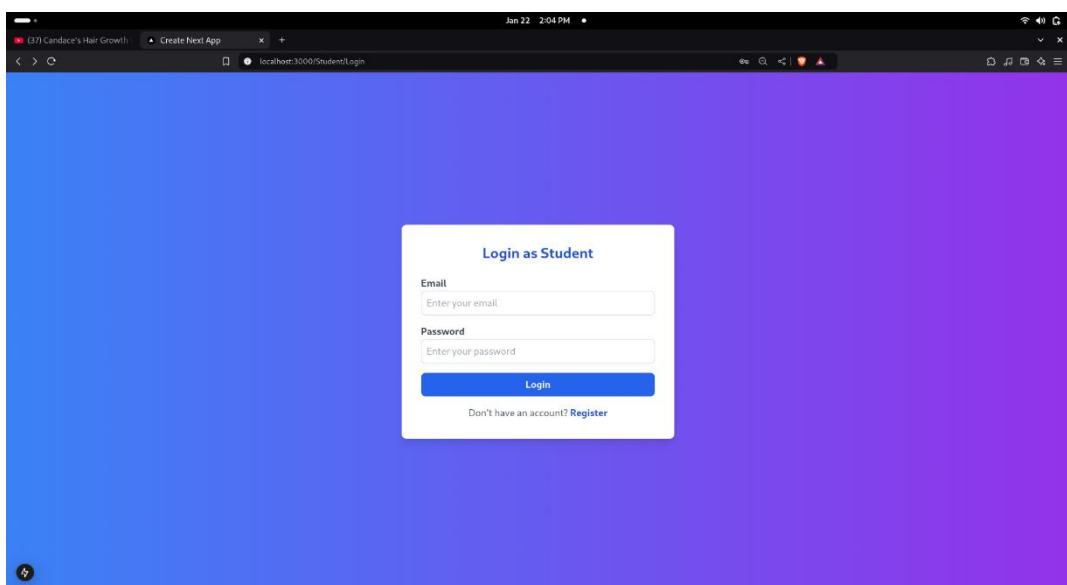 Jan 22 2:04 PM
(37) Candace's Hair Growth
Create Next App
localhost:3000/Student/Login
Login as Student
Email
Enter your email
Password
Enter your password
Login
Don't have an account? Register